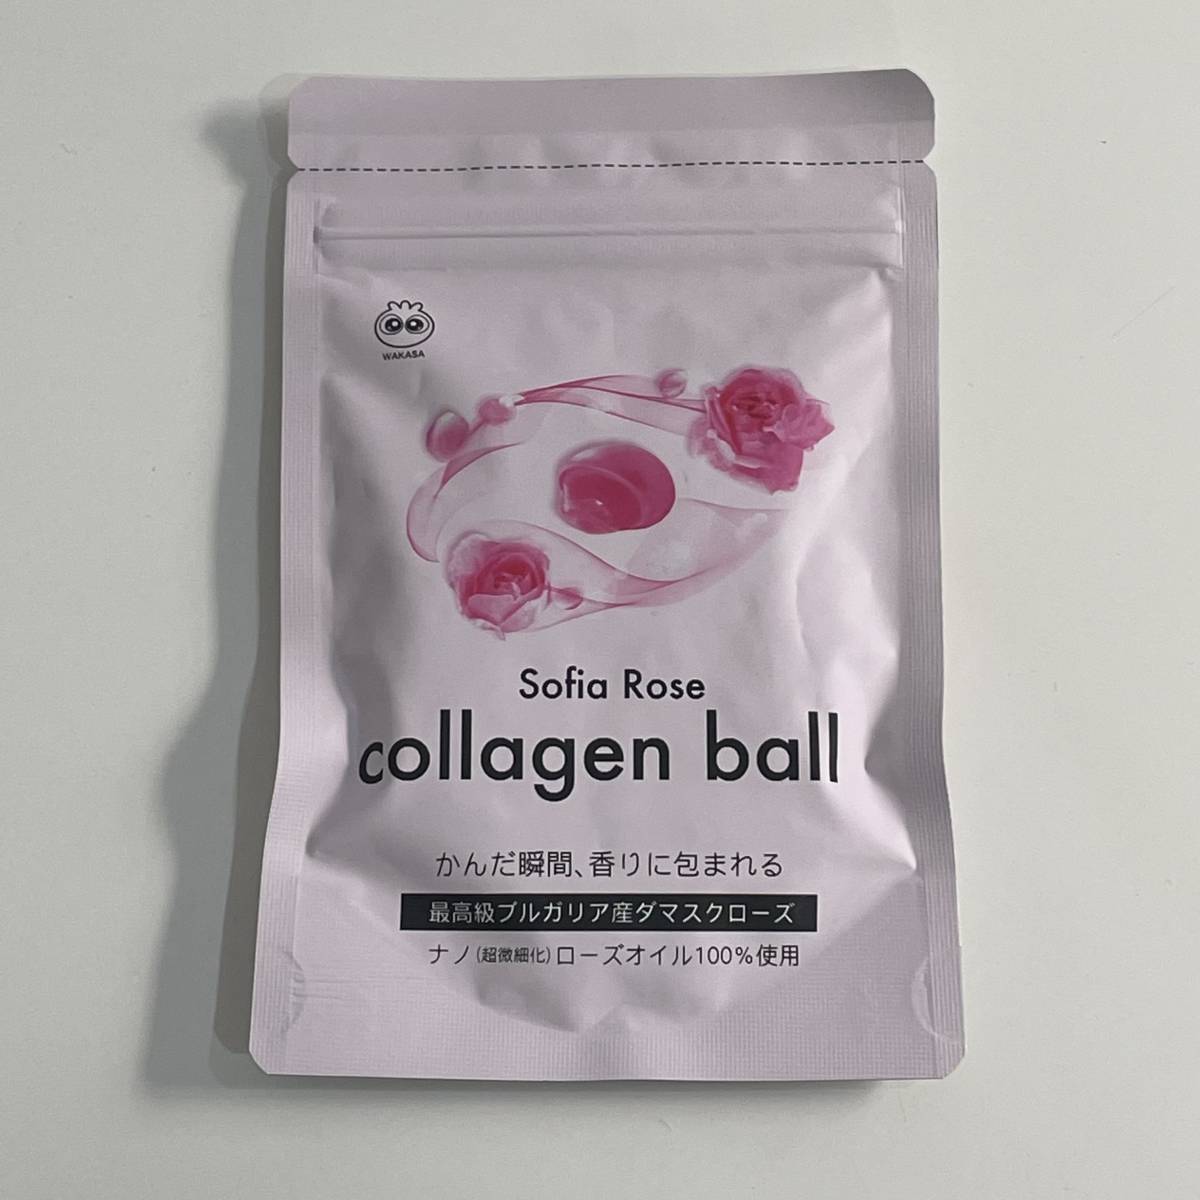 WAKASA
Sofia Rose
collagen ball
かんだ瞬間、香りに包まれる
最高級ブルガリア産ダマスクローズ
ナノ(超微細化)ローズオイル100%使用